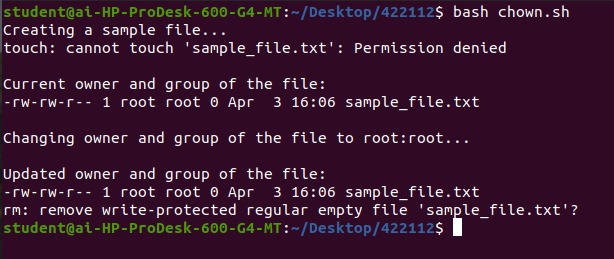 student@ai-HP-ProDesk-600-G4-MT:~/Desktop/422112$ bash chown.sh
Creating a sample file...
touch: cannot touch 'sample_file.txt': Permission denied
Current owner and group of the file:
-rw-rw-r-- 1 root root 0 Apr  3 16:06 sample_file.txt
Changing owner and group of the file to root:root...
Updated owner and group of the file:
-rw-rw-r-- 1 root root 0 Apr  3 16:06 sample_file.txt
rm: remove write-protected regular empty file 'sample_file.txt'?
student@ai-HP-ProDesk-600-G4-MT:~/Desktop/422112$